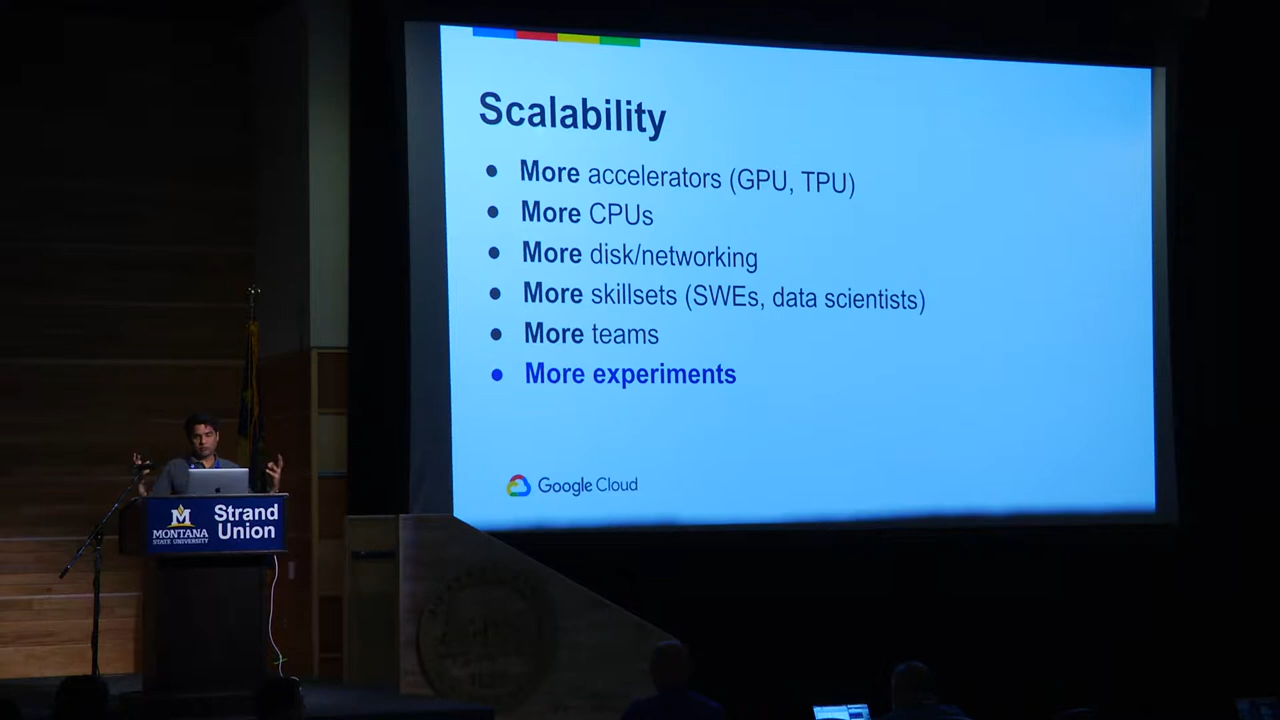 Scalability
● More accelerators (GPU, TPU)
● More CPUs
● More disk/networking
● More skillsets (SWEs, data scientists)
● More teams
● More experiments
Google Cloud
M
MONTANA
STATE UNIVERSITY
Strand
Union